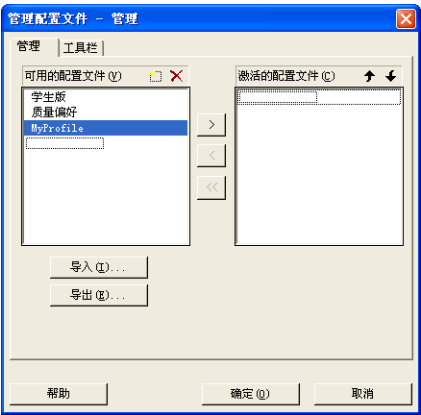 管理配置文件 - 管理
管理 工具栏
可用的配置文件(V) 激活的配置文件(C)
学生版
质量偏好
MyProfile
>
<
<<
导入(I)...
导出(E)...
帮助 确定(O) 取消